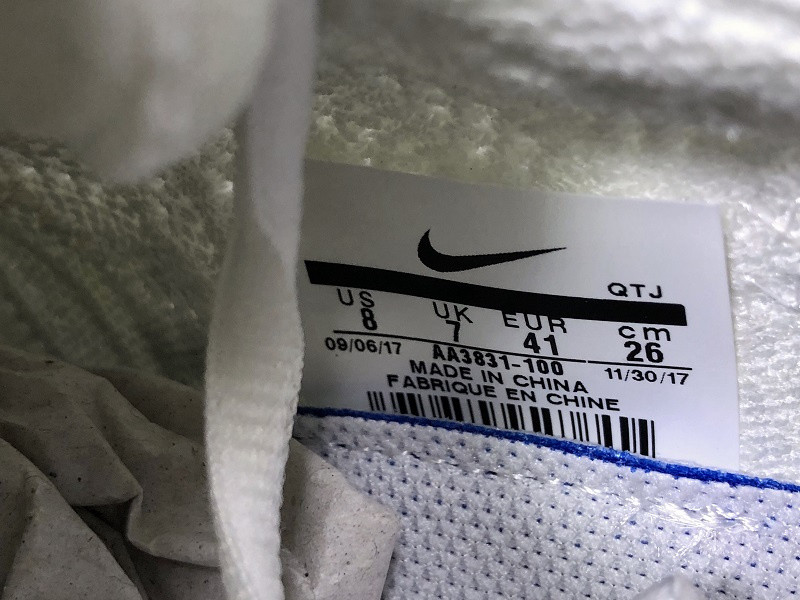 QTJ
US UK EUR cm
8 7 41 26
09/06/17 AA3831-100 11/30/17
MADE IN CHINA
FABRIQUE EN CHINE